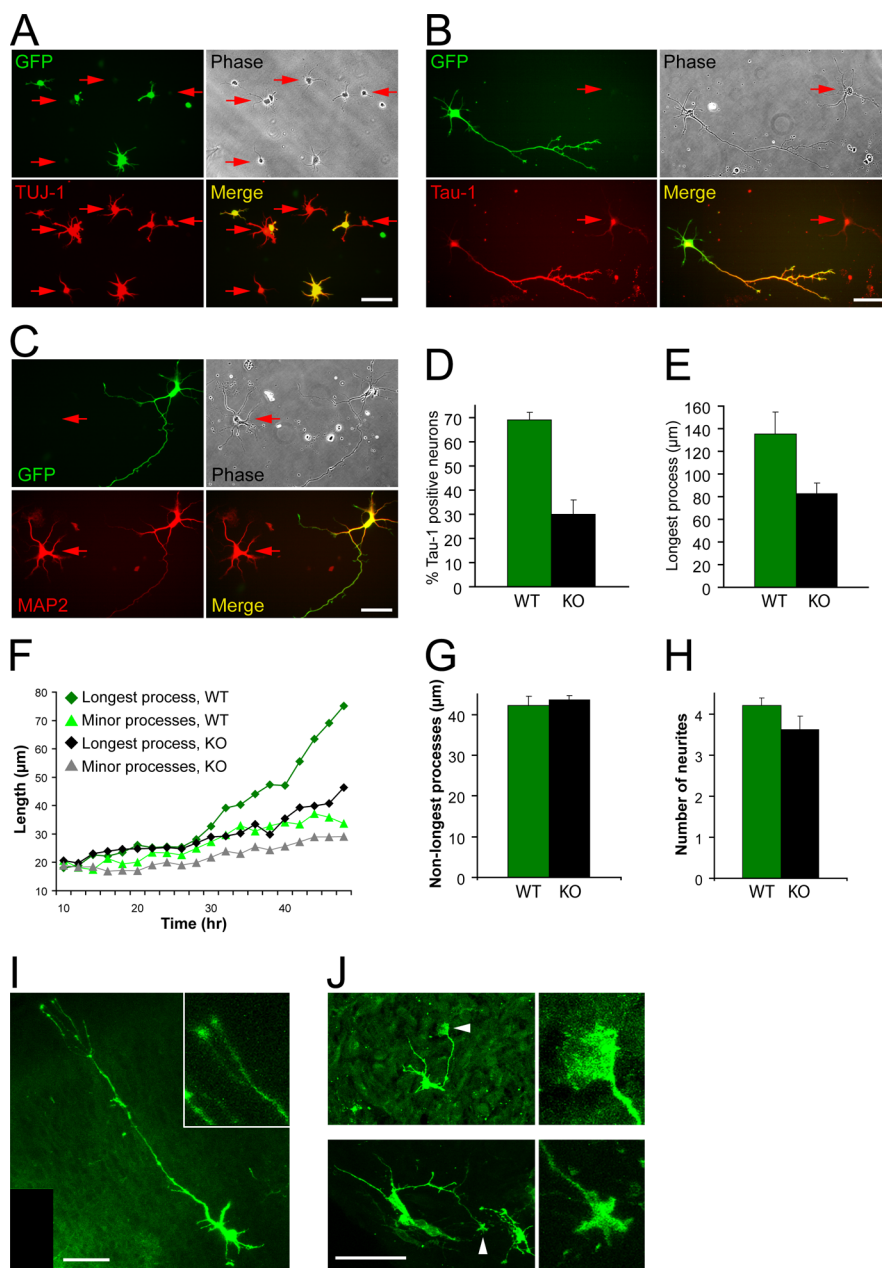 A
GFP
Phase
TUJ-1
Merge
B
GFP
Phase
Tau-1
Merge
C
GFP
Phase
MAP2
Merge
D
% Tau-1 positive neurons
70
60
50
40
30
20
10
0
WT KO
E
Longest process (μm)
160
140
120
100
80
60
40
20
0
WT KO
F
Length (μm)
80
70
60
50
40
30
20
10
Longest process, WT
Minor processes, WT
Longest process, KO
Minor processes, KO
10 20 30 40
Time (hr)
G
Non-longest processes (μm)
40
30
20
10
0
WT KO
H
Number of neurites
4
3
2
1
0
WT KO
I
J